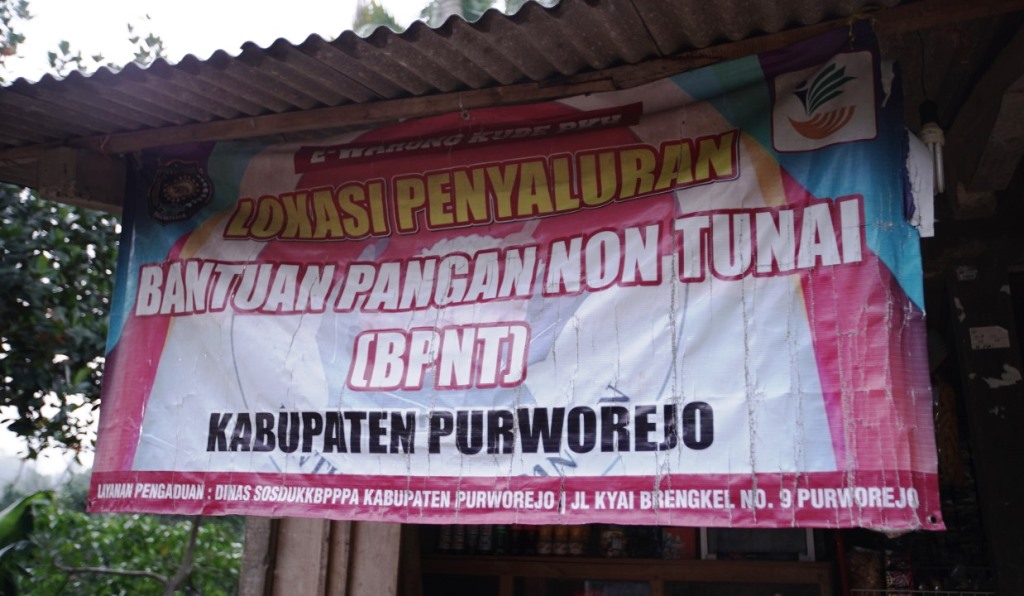 E-WARUNG KUBE PKH
LOKASI PENYALURAN
BANTUAN PANGAN NON TUNAI
(BPNT)
KABUPATEN PURWOREJO
LAYANAN PENGADUAN : DINAS SOSDUKKBPPPA KABUPATEN PURWOREJO | JL KYAI BRENGKEL NO. 9 PURWOREJO